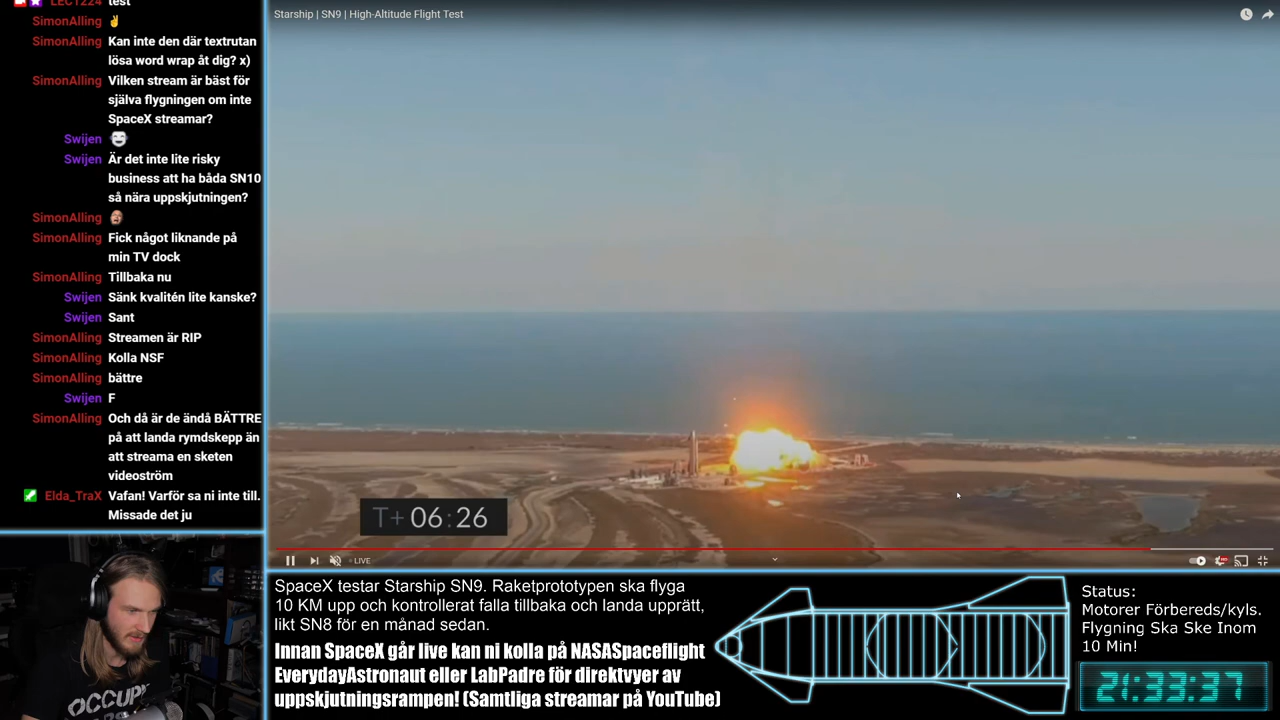 LEC1224 test
SimonAlling
SimonAlling Kan inte den där textrutan
lösa word wrap åt dig? x)
SimonAlling Vilken stream är bäst för
själva flygningen om inte
SpaceX streamar?
Swijen
Swijen Är det inte lite risky
business att ha båda SN10
så nära uppskjutningen?
SimonAlling
SimonAlling Fick något liknande på
min TV dock
SimonAlling Tillbaka nu
Swijen Sänk kvalitén lite kanske?
Swijen Sant
SimonAlling Streamen är RIP
SimonAlling Kolla NSF
SimonAlling bättre
Swijen F
SimonAlling Och då är de ändå BÄTTRE
på att landa rymdskepp än
att streama en sketen
videoström
Elda_TraX Vafan! Varför sa ni inte till.
Missade det ju
Starship | SN9 | High-Altitude Flight Test
T+ 06:26
LIVE
OCCUPY
SpaceX testar Starship SN9. Raketprototypen ska flyga
10 KM upp och kontrollerat falla tillbaka och landa upprätt,
likt SN8 för en månad sedan.
Innan SpaceX går live kan ni kolla på NASASpaceflight
EverydayAstronaut eller LabPadre för direktvyer av
uppskjutningsrampen! (Samtliga streamar på YouTube)
Status:
Motorer Förbereds/kyls.
Flygning Ska Ske Inom
10 Min!
21:33:37